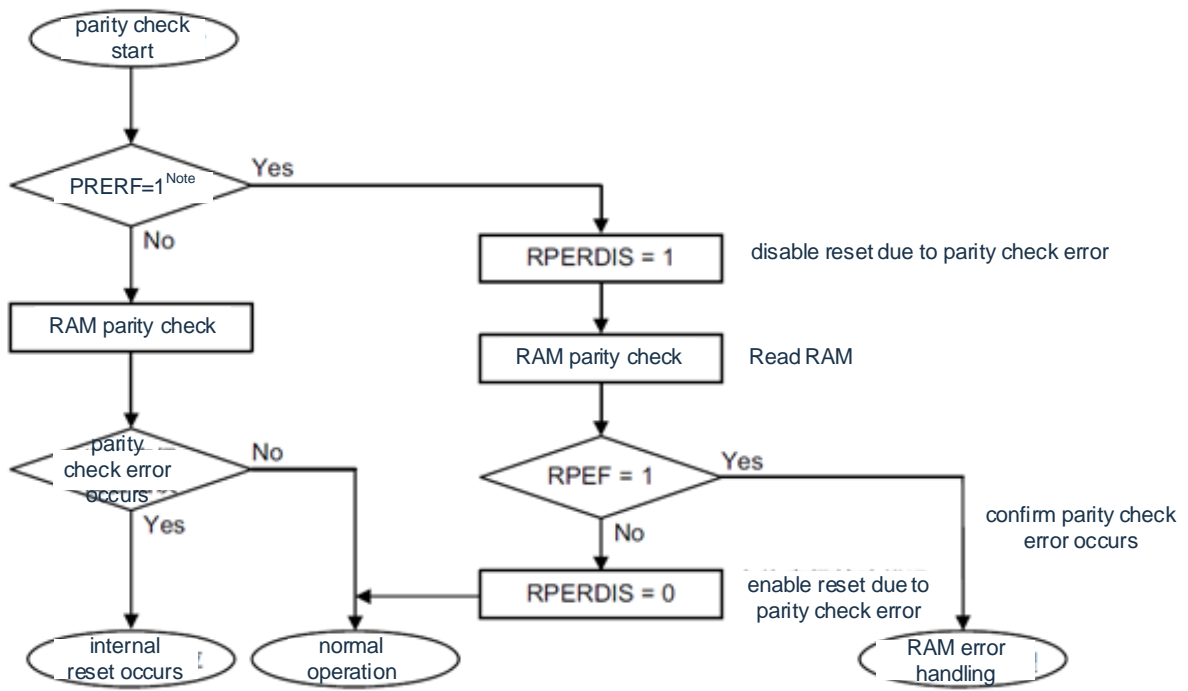 parity check
start
PRERF=1Note
Yes
No
RPERDIS = 1
disable reset due to parity check error
RAM parity check
RAM parity check
Read RAM
parity
check error
occurs
No
Yes
RPEF = 1
Yes
No
confirm parity check
error occurs
RPERDIS = 0
enable reset due to
parity check error
internal
reset occurs
normal
operation
RAM error
handling